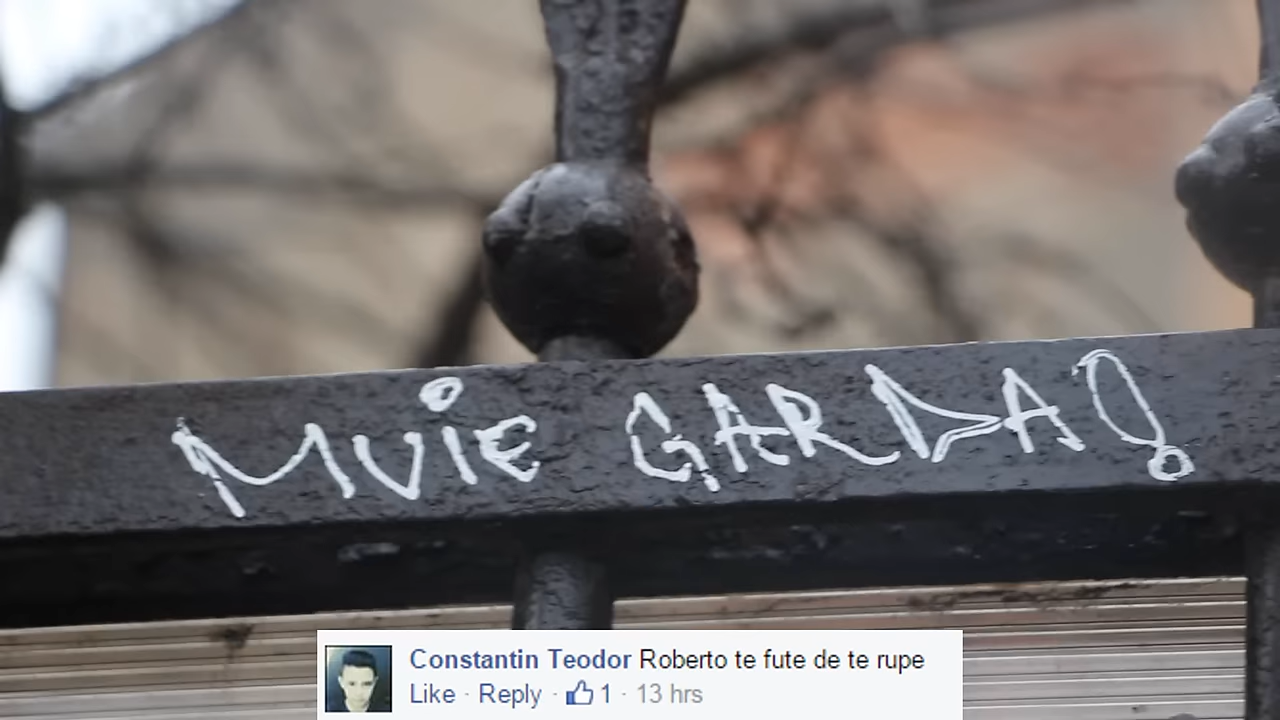 MUIE GARDA!
Constantin Teodor Roberto te fute de te rupe
Like · Reply · 1 · 13 hrs